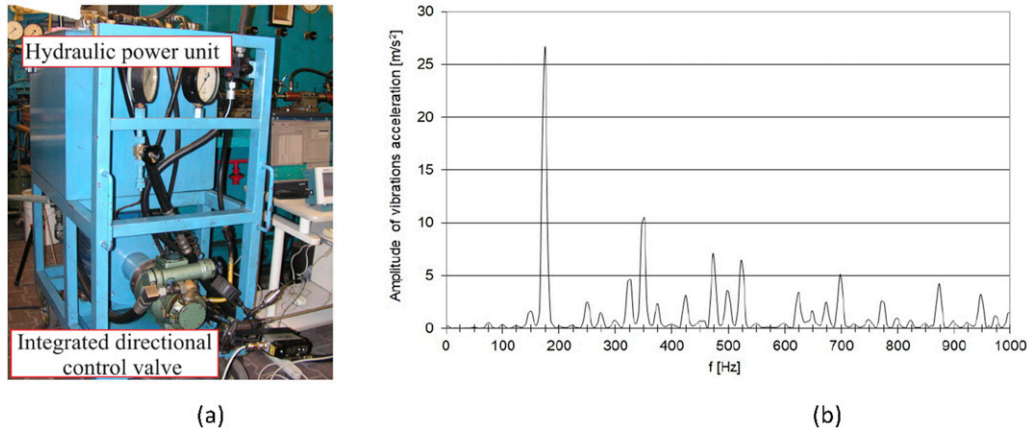 Hydraulic power unit
Integrated directional
control valve
(a)
Amplitude of vibrations acceleration [m/s²]
30
25
20
15
10
5
0
0 100 200 300 400 500 600 700 800 900 1000
f [Hz]
(b)